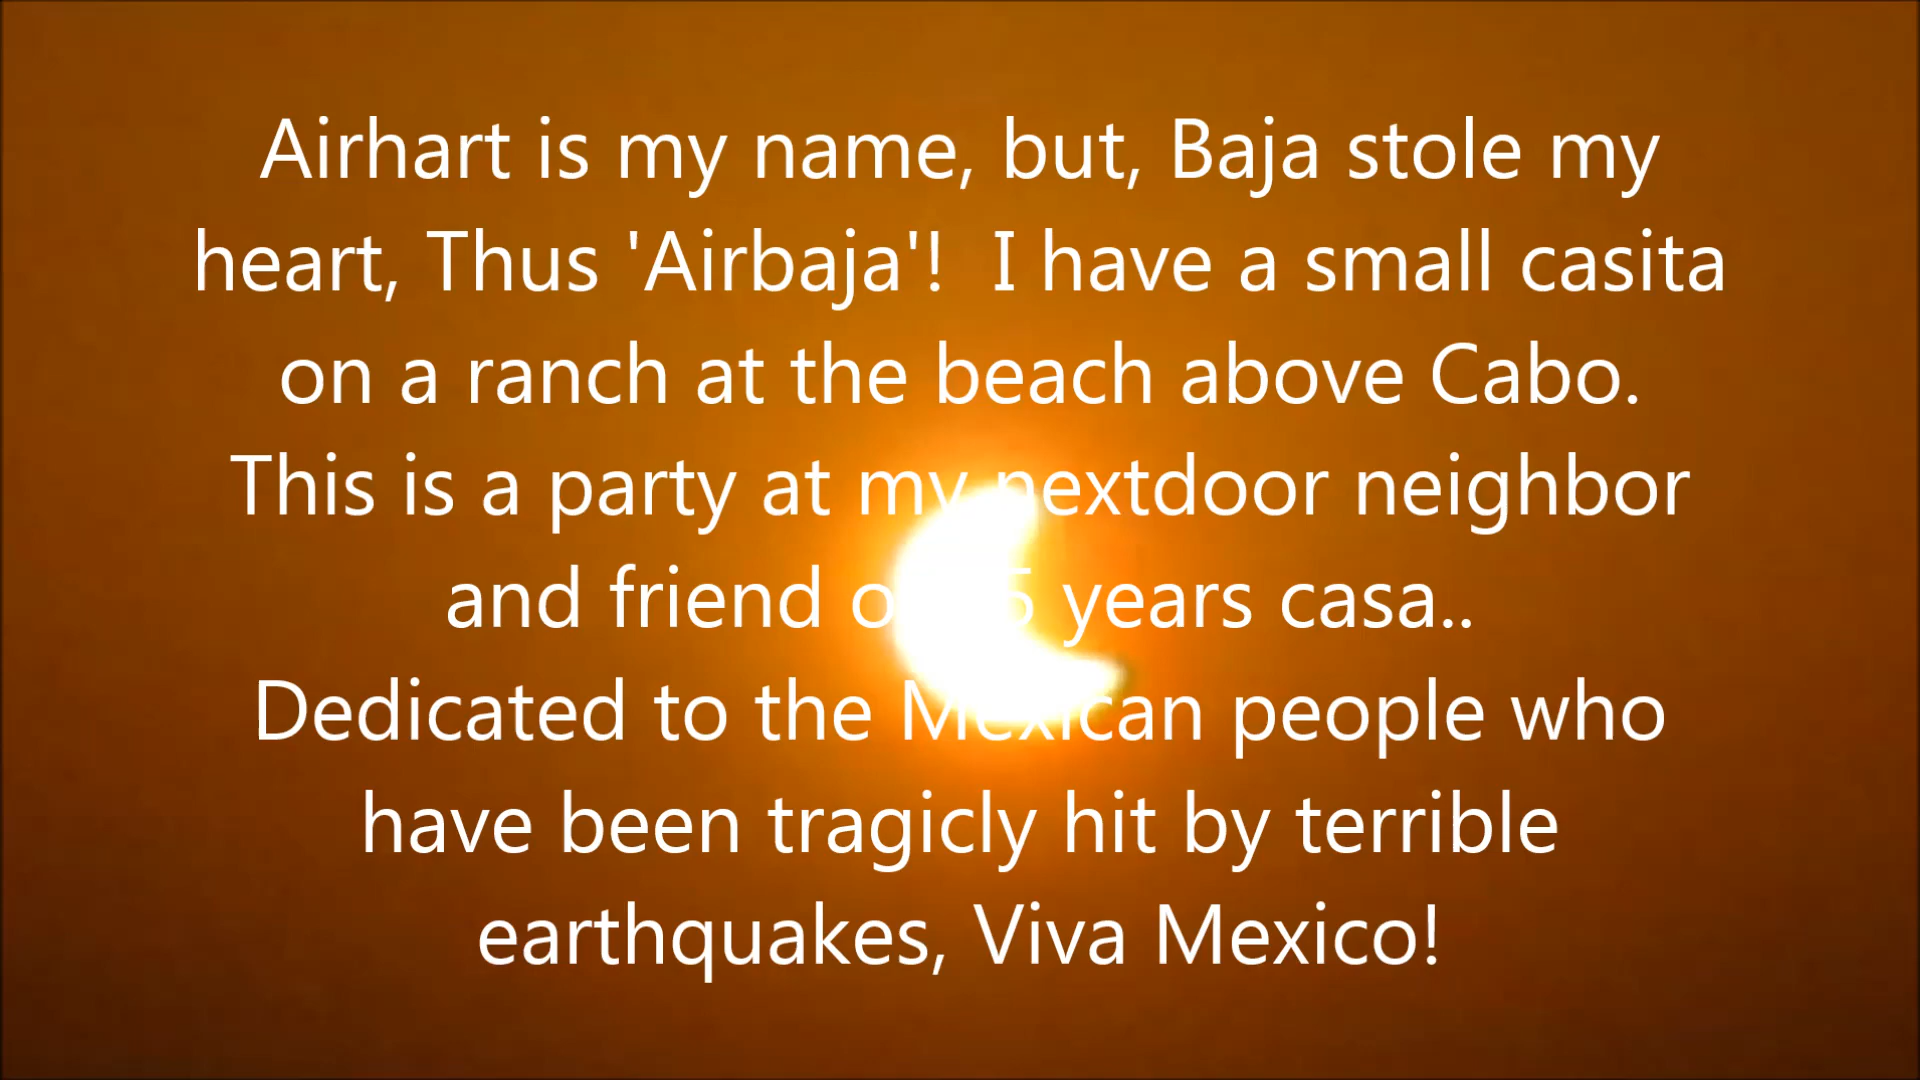 Airhart is my name, but, Baja stole my
heart, Thus 'Airbaja'!  I have a small casita
on a ranch at the beach above Cabo.
This is a party at my nextdoor neighbor
and friend years casa..
Dedicated to the Mexican people who
have been tragicly hit by terrible
earthquakes, Viva Mexico!